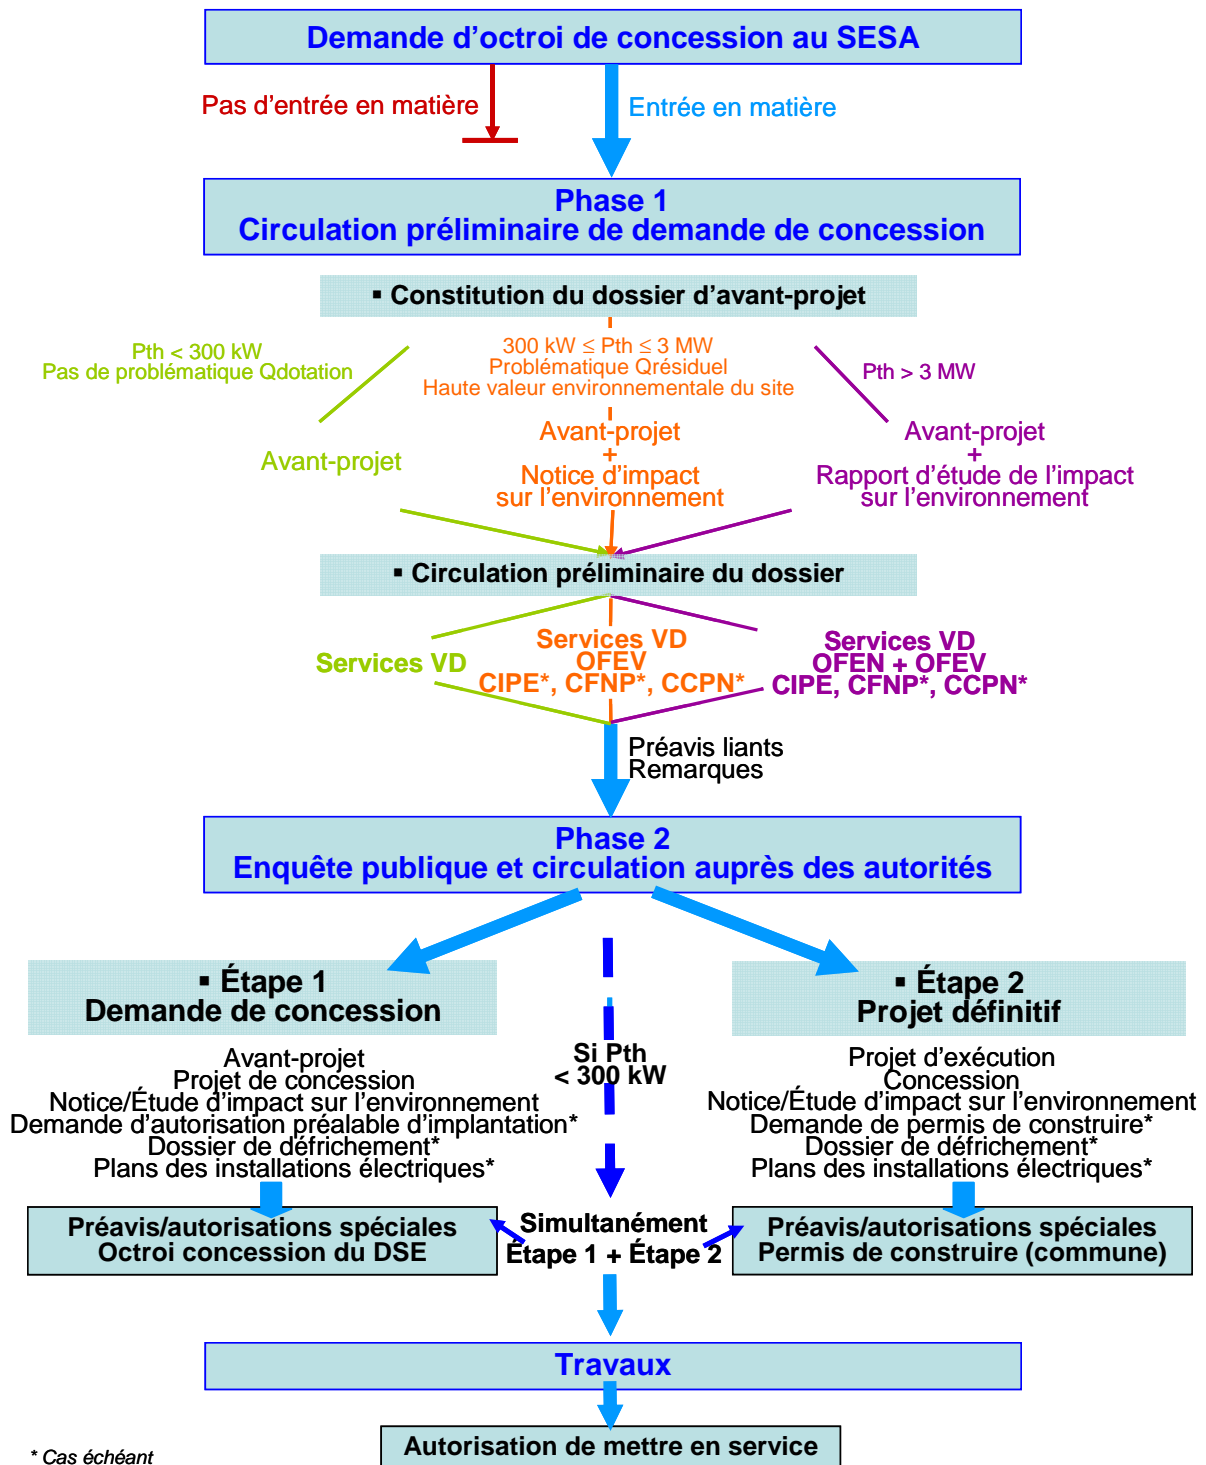 Demande d'octroi de concession au SESA
Pas d'entrée en matière
Entrée en matière
Phase 1
Circulation préliminaire de demande de concession
▪ Constitution du dossier d'avant-projet
Pth < 300 kW
Pas de problématique Qdotation
300 kW ≤ Pth ≤ 3 MW
Problématique Qrésiduel
Haute valeur environnementale du site
Pth > 3 MW
Avant-projet
Avant-projet
+
Notice d'impact
sur l'environnement
Avant-projet
+
Rapport d'étude de l'impact
sur l'environnement
▪ Circulation préliminaire du dossier
Services VD
Services VD
OFEV
CIPE*, CFNP*, CCPN*
Services VD
OFEN + OFEV
CIPE, CFNP*, CCPN*
Préavis liants
Remarques
Phase 2
Enquête publique et circulation auprès des autorités
▪ Étape 1
Demande de concession
Avant-projet
Projet de concession
Notice/Étude d'impact sur l'environnement
Demande d'autorisation préalable d'implantation*
Dossier de défrichement*
Plans des installations électriques*
Préavis/autorisations spéciales
Octroi concession du DSE
Si Pth
< 300 kW
Simultanément
Étape 1 + Étape 2
▪ Étape 2
Projet définitif
Projet d'exécution
Concession
Notice/Étude d'impact sur l'environnement
Demande de permis de construire*
Dossier de défrichement*
Plans des installations électriques*
Préavis/autorisations spéciales
Permis de construire (commune)
Travaux
Autorisation de mettre en service
* Cas échéant